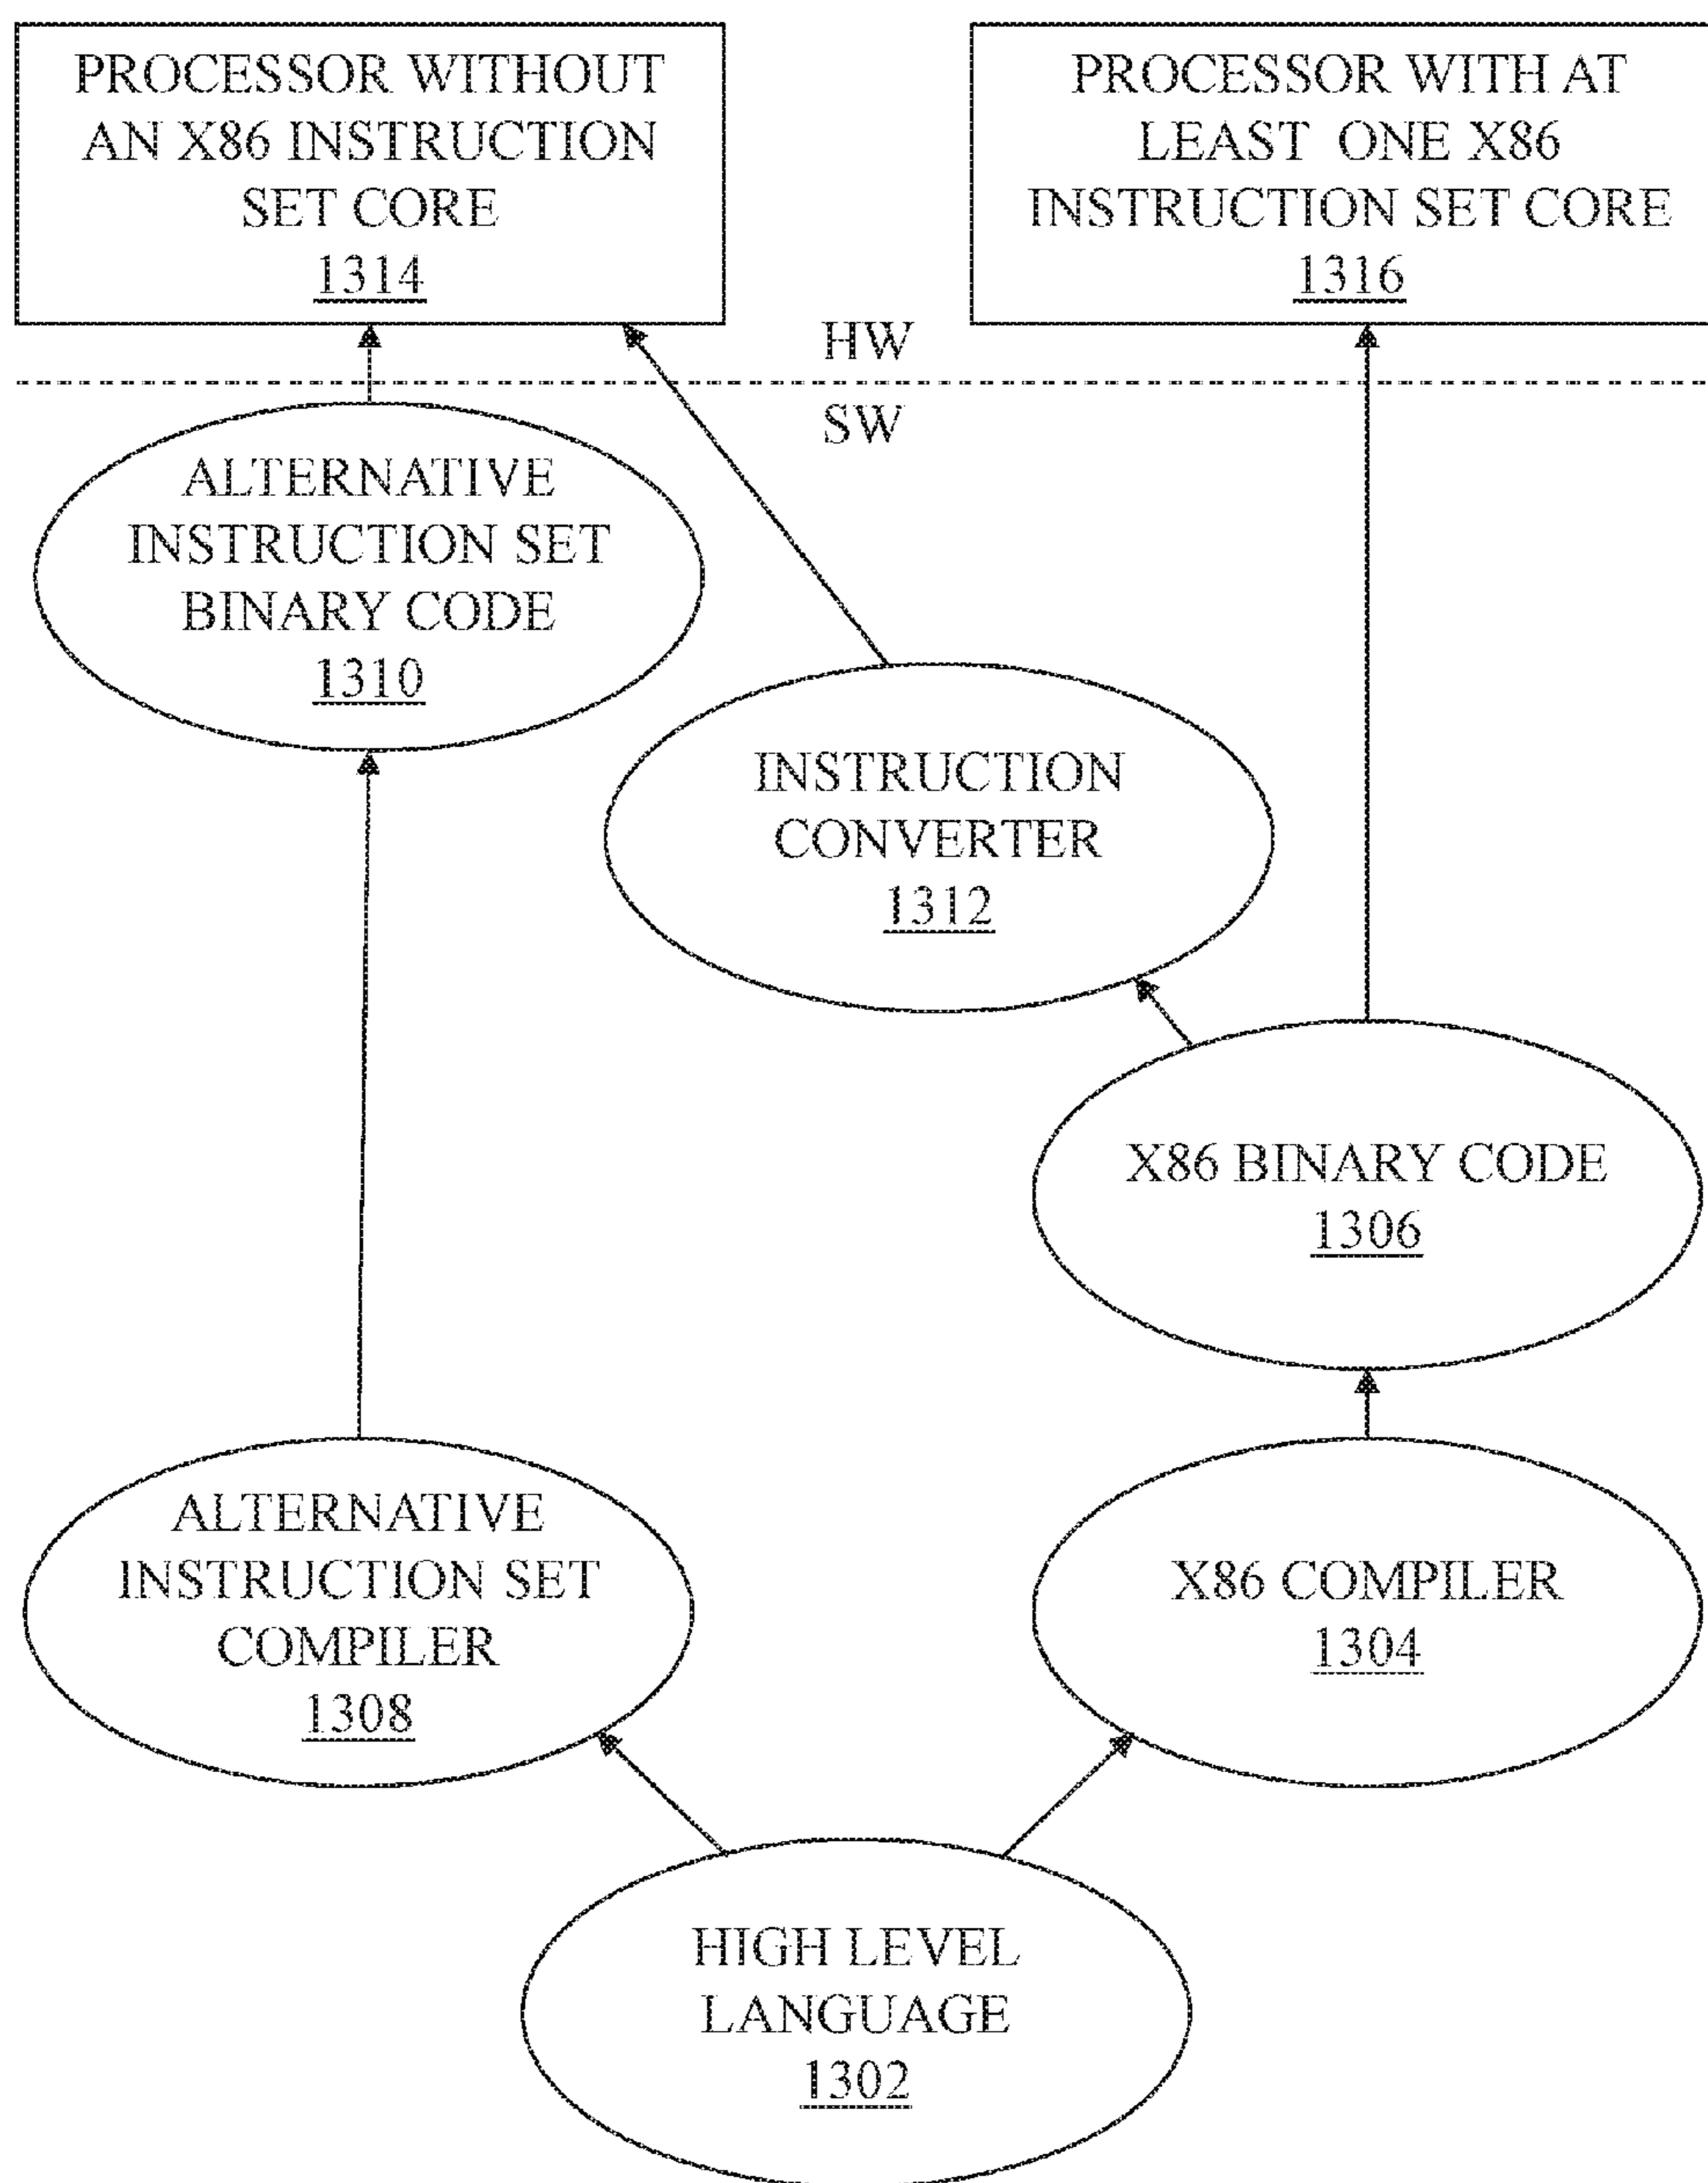 PROCESSOR WITHOUT
AN X86 INSTRUCTION
SET CORE
1314
PROCESSOR WITH AT
LEAST ONE X86
INSTRUCTION SET CORE
1316
HW
SW
ALTERNATIVE
INSTRUCTION SET
BINARY CODE
1310
INSTRUCTION
CONVERTER
1312
X86 BINARY CODE
1306
ALTERNATIVE
INSTRUCTION SET
COMPILER
1308
X86 COMPILER
1304
HIGH LEVEL
LANGUAGE
1302